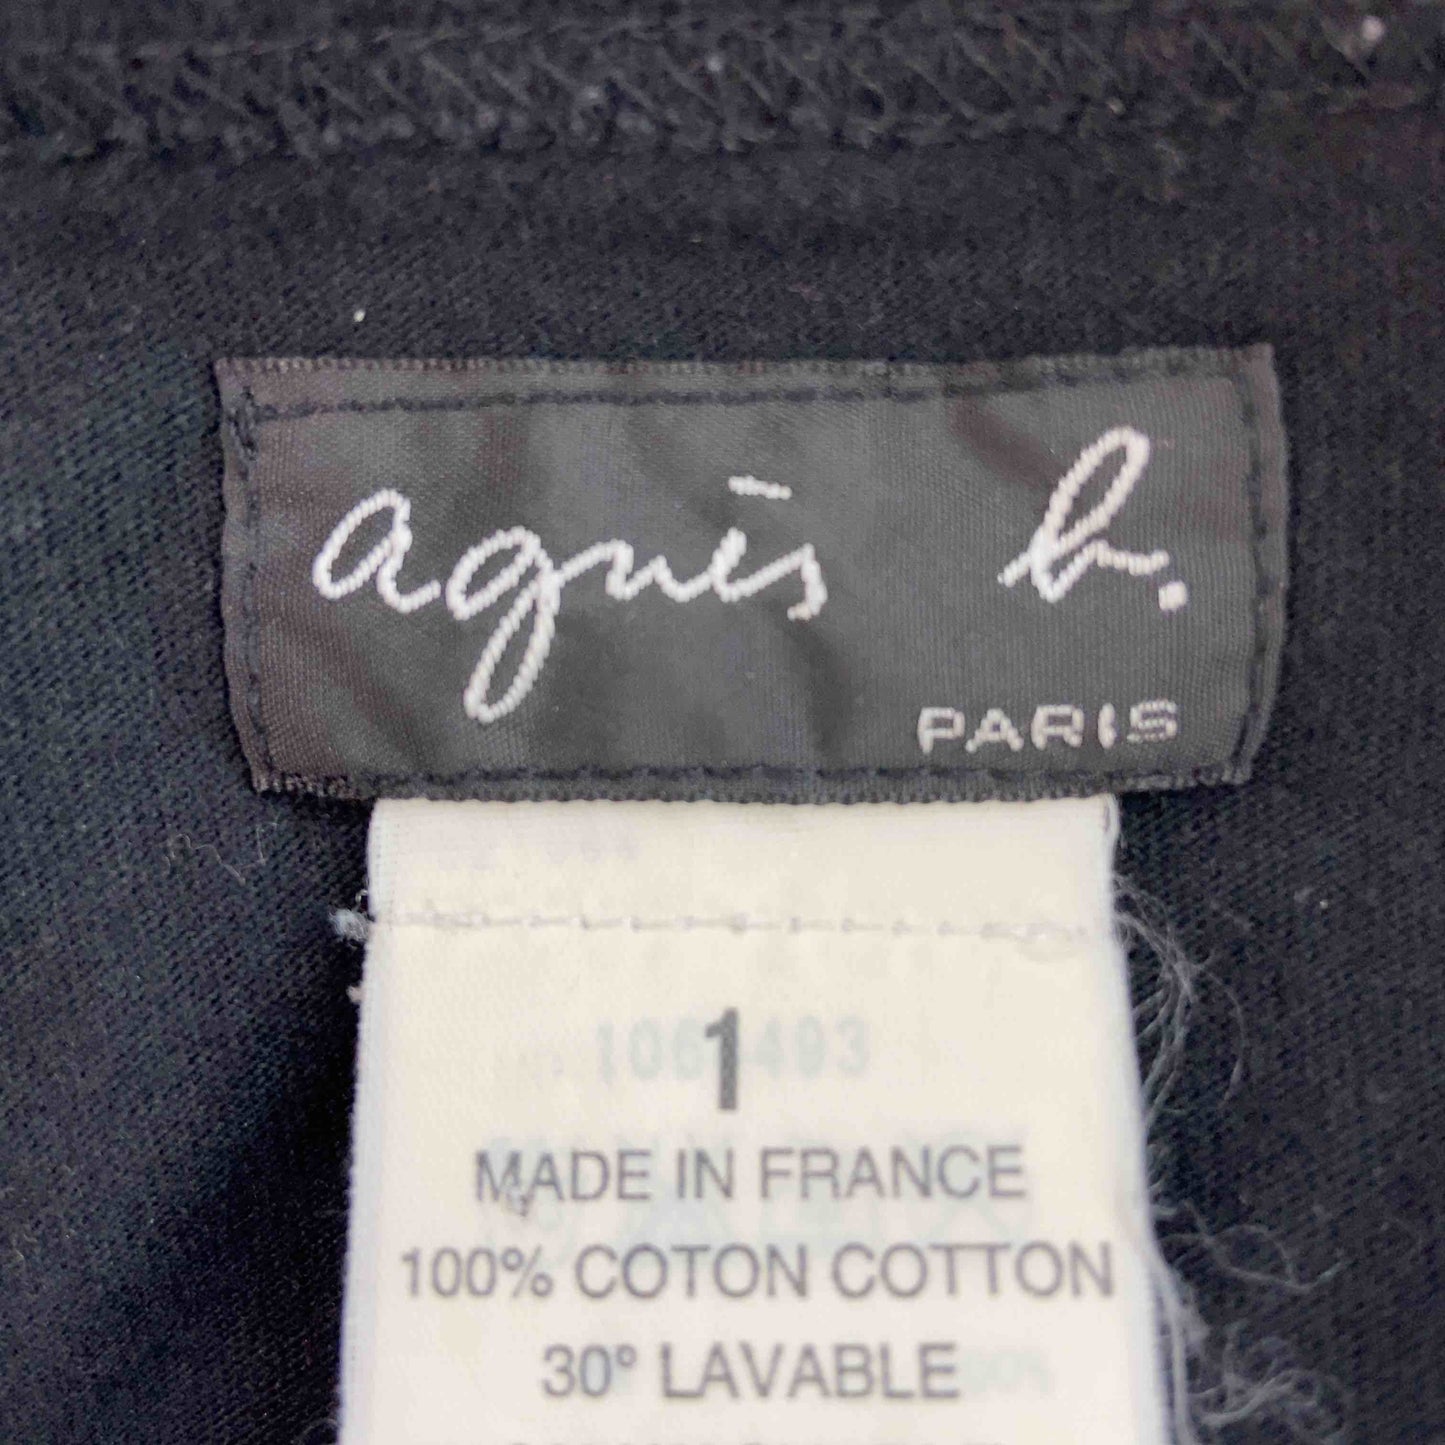 agnès b.
PARIS
1
MADE IN FRANCE
100% COTON COTTON
30° LAVABLE